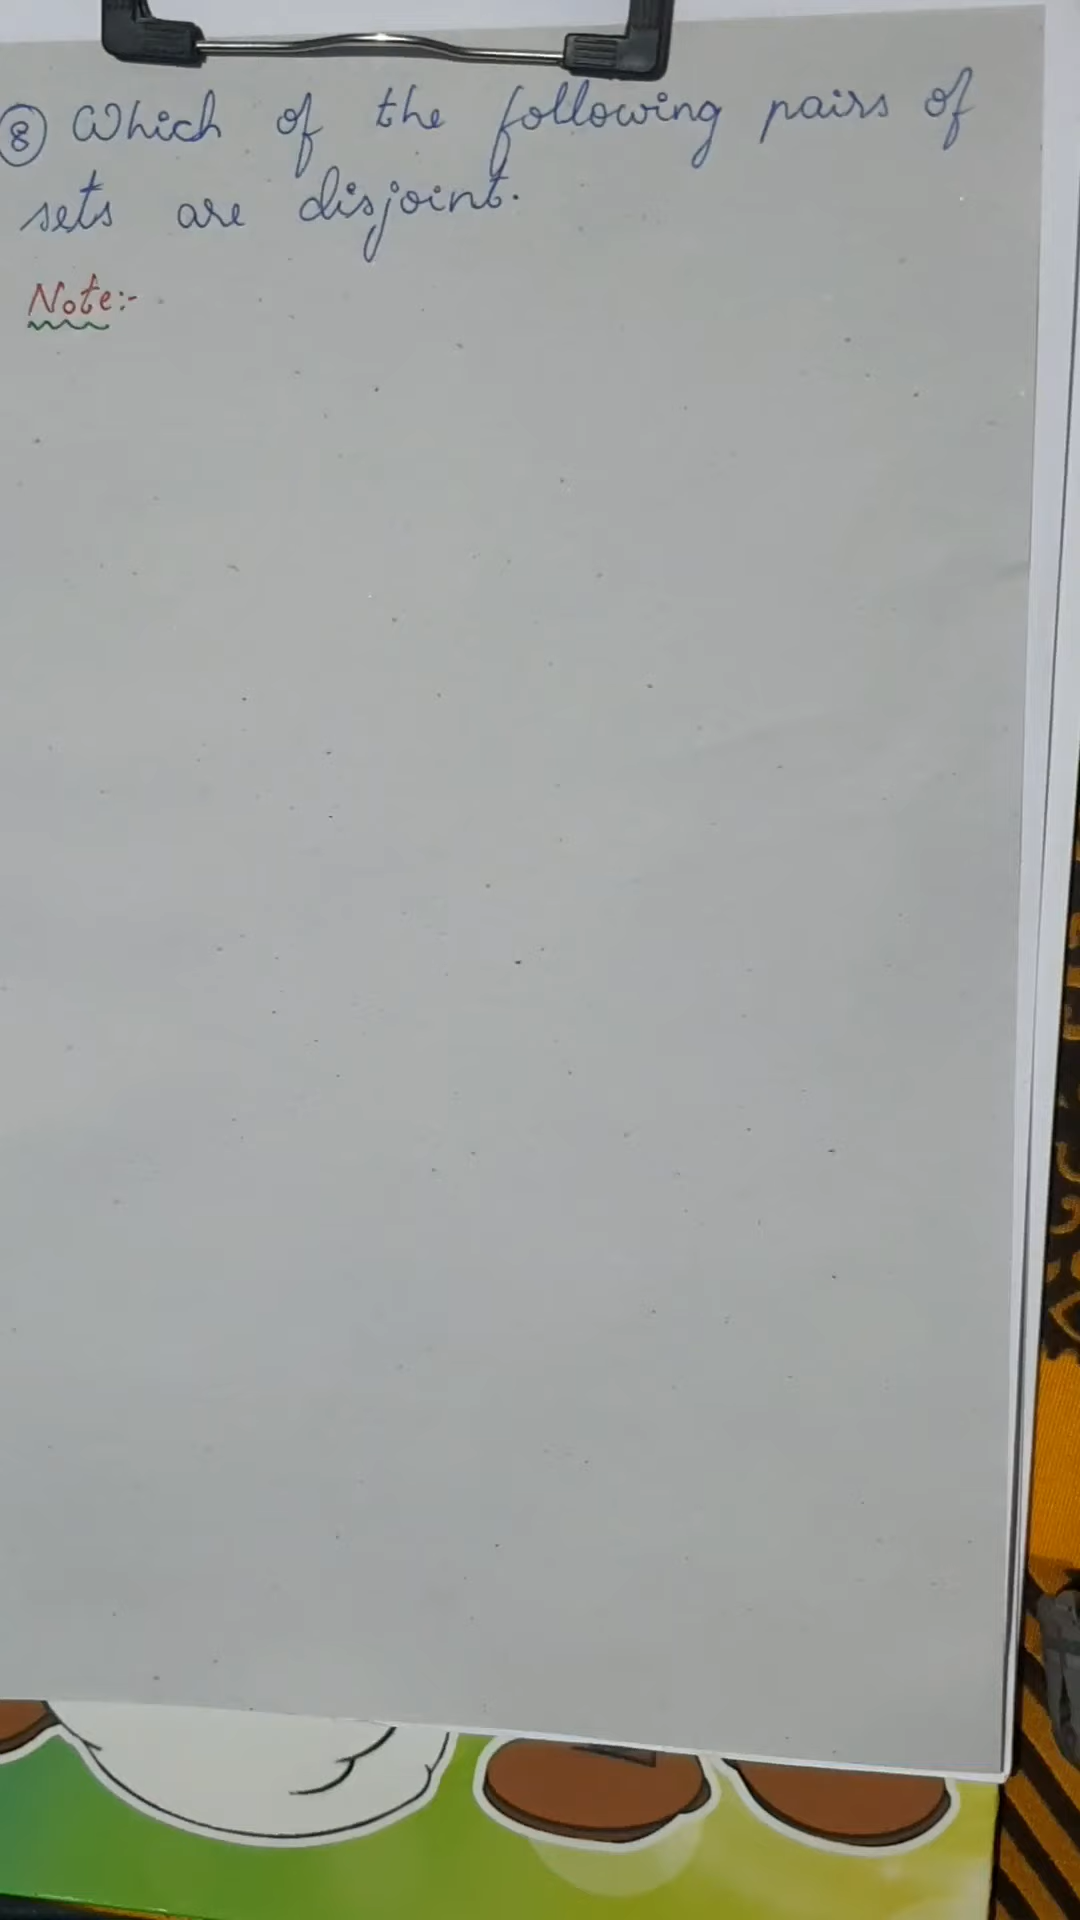 ⑧ Which of the following pairs of
sets are disjoint.
Note:-